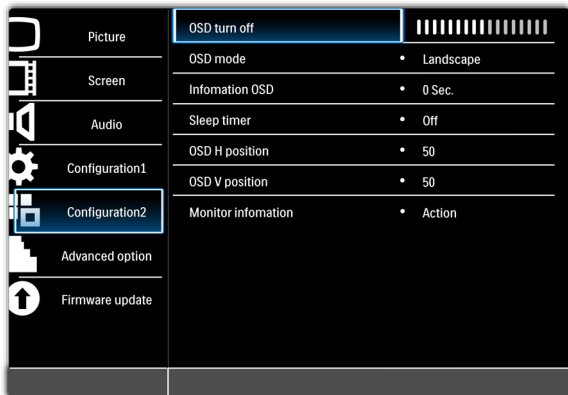 Picture
Screen
Audio
Configuration1
Configuration2
Advanced option
Firmware update
OSD turn off
OSD mode • Landscape
Infomation OSD • 0 Sec.
Sleep timer • Off
OSD H position • 50
OSD V position • 50
Monitor infomation • Action